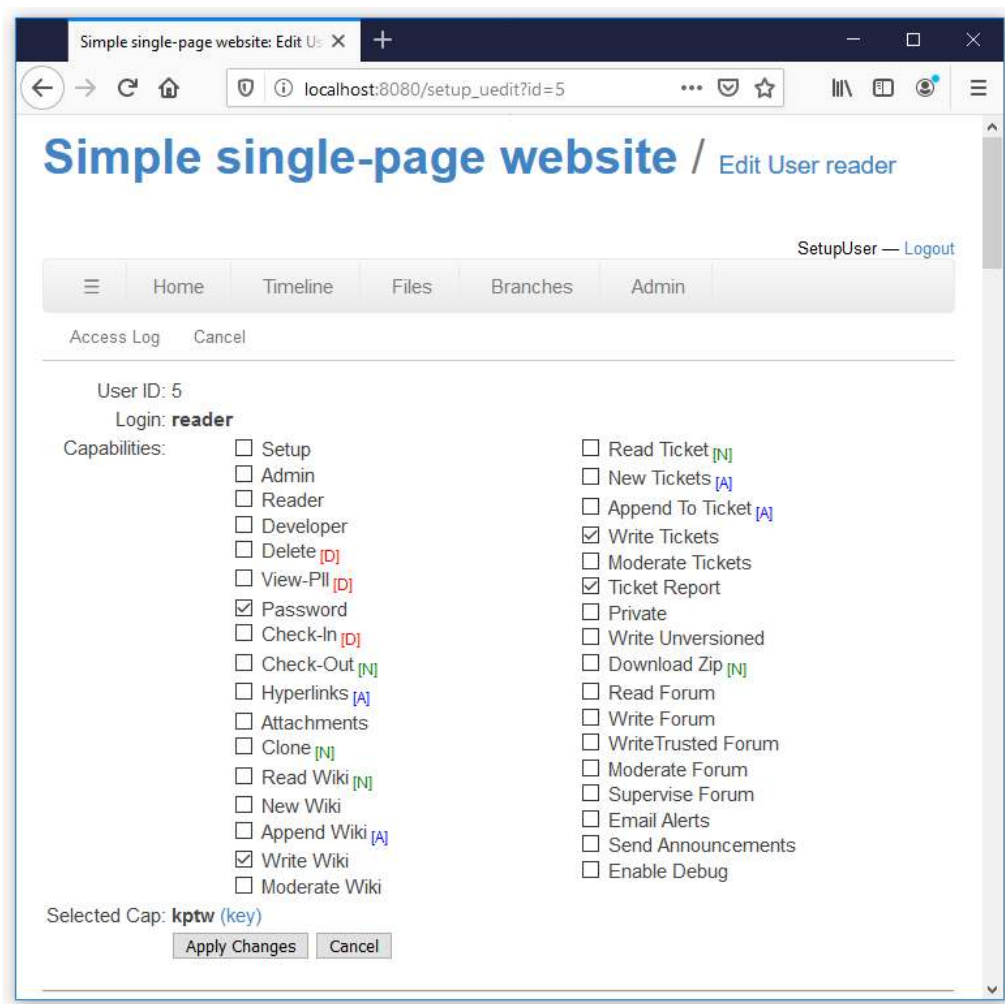 Simple single-page website: Edit Us
localhost:8080/setup_uedit?id=5
Simple single-page website / Edit User reader
SetupUser — Logout
☰ Home Timeline Files Branches Admin
Access Log Cancel
User ID: 5
Login: reader
Capabilities:
Setup
Admin
Reader
Developer
Delete [D]
View-PII [D]
Password
Check-In [D]
Check-Out [N]
Hyperlinks [A]
Attachments
Clone [N]
Read Wiki [N]
New Wiki
Append Wiki [A]
Write Wiki
Moderate Wiki
Read Ticket [N]
New Tickets [A]
Append To Ticket [A]
Write Tickets
Moderate Tickets
Ticket Report
Private
Write Unversioned
Download Zip [N]
Read Forum
Write Forum
WriteTrusted Forum
Moderate Forum
Supervise Forum
Email Alerts
Send Announcements
Enable Debug
Selected Cap: kptw (key)
Apply Changes Cancel